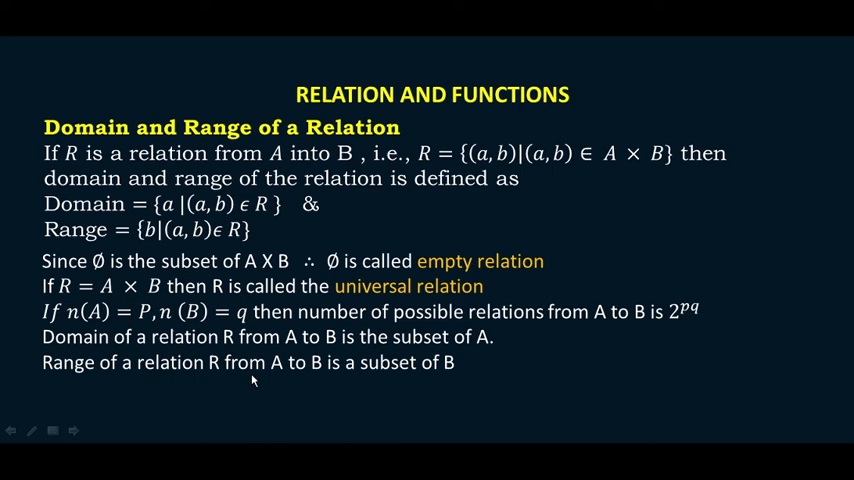 RELATION AND FUNCTIONS
Domain and Range of a Relation
If R is a relation from A into B , i.e., R = {(a, b)|(a, b) ∈ A × B} then
domain and range of the relation is defined as
Domain = {a |(a, b) ϵ R } &
Range = {b|(a, b)ϵ R}
Since ∅ is the subset of A X B ∴ ∅ is called empty relation
If R = A × B then R is called the universal relation
If n(A) = P, n (B) = q then number of possible relations from A to B is 2^{pq}
Domain of a relation R from A to B is the subset of A.
Range of a relation R from A to B is a subset of B